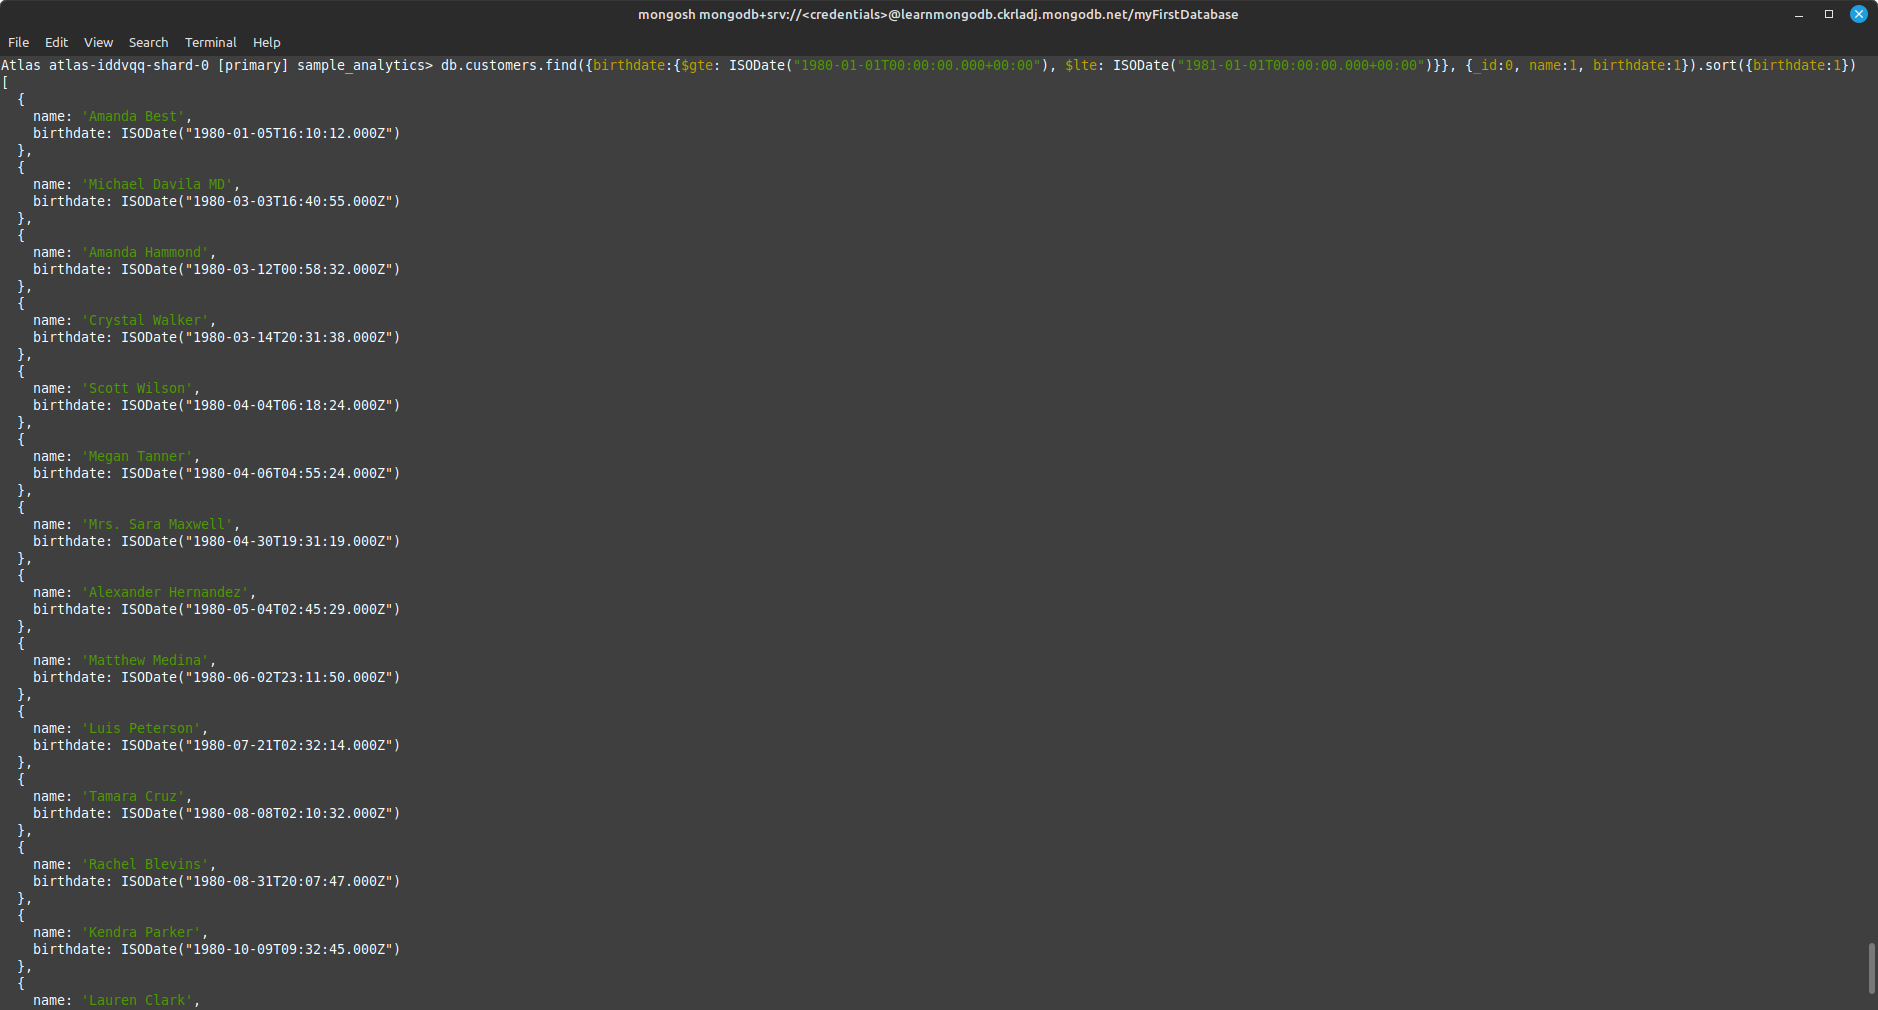 mongosh mongodb+srv://<credentials>@learnmongodb.ckrladj.mongodb.net/myFirstDatabase
File Edit View Search Terminal Help
Atlas atlas-iddvqq-shard-0 [primary] sample_analytics> db.customers.find({birthdate:{$gte: ISODate("1980-01-01T00:00:00.000+00:00"), $lte: ISODate("1981-01-01T00:00:00.000+00:00")}}, {_id:0, name:1, birthdate:1}).sort({birthdate:1})
[
  {
    name: 'Amanda Best',
    birthdate: ISODate("1980-01-05T16:10:12.000Z")
  },
  {
    name: 'Michael Davila MD',
    birthdate: ISODate("1980-03-03T16:40:55.000Z")
  },
  {
    name: 'Amanda Hammond',
    birthdate: ISODate("1980-03-12T00:58:32.000Z")
  },
  {
    name: 'Crystal Walker',
    birthdate: ISODate("1980-03-14T20:31:38.000Z")
  },
  {
    name: 'Scott Wilson',
    birthdate: ISODate("1980-04-04T06:18:24.000Z")
  },
  {
    name: 'Megan Tanner',
    birthdate: ISODate("1980-04-06T04:55:24.000Z")
  },
  {
    name: 'Mrs. Sara Maxwell',
    birthdate: ISODate("1980-04-30T19:31:19.000Z")
  },
  {
    name: 'Alexander Hernandez',
    birthdate: ISODate("1980-05-04T02:45:29.000Z")
  },
  {
    name: 'Matthew Medina',
    birthdate: ISODate("1980-06-02T23:11:50.000Z")
  },
  {
    name: 'Luis Peterson',
    birthdate: ISODate("1980-07-21T02:32:14.000Z")
  },
  {
    name: 'Tamara Cruz',
    birthdate: ISODate("1980-08-08T02:10:32.000Z")
  },
  {
    name: 'Rachel Blevins',
    birthdate: ISODate("1980-08-31T20:07:47.000Z")
  },
  {
    name: 'Kendra Parker',
    birthdate: ISODate("1980-10-09T09:32:45.000Z")
  },
  {
    name: 'Lauren Clark',